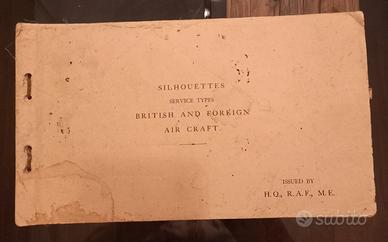 SILHOUETTES
SERVICE TYPES
BRITISH AND FOREIGN
AIR CRAFT.
ISSUED BY
H.Q., R.A.F., M.E.
subito